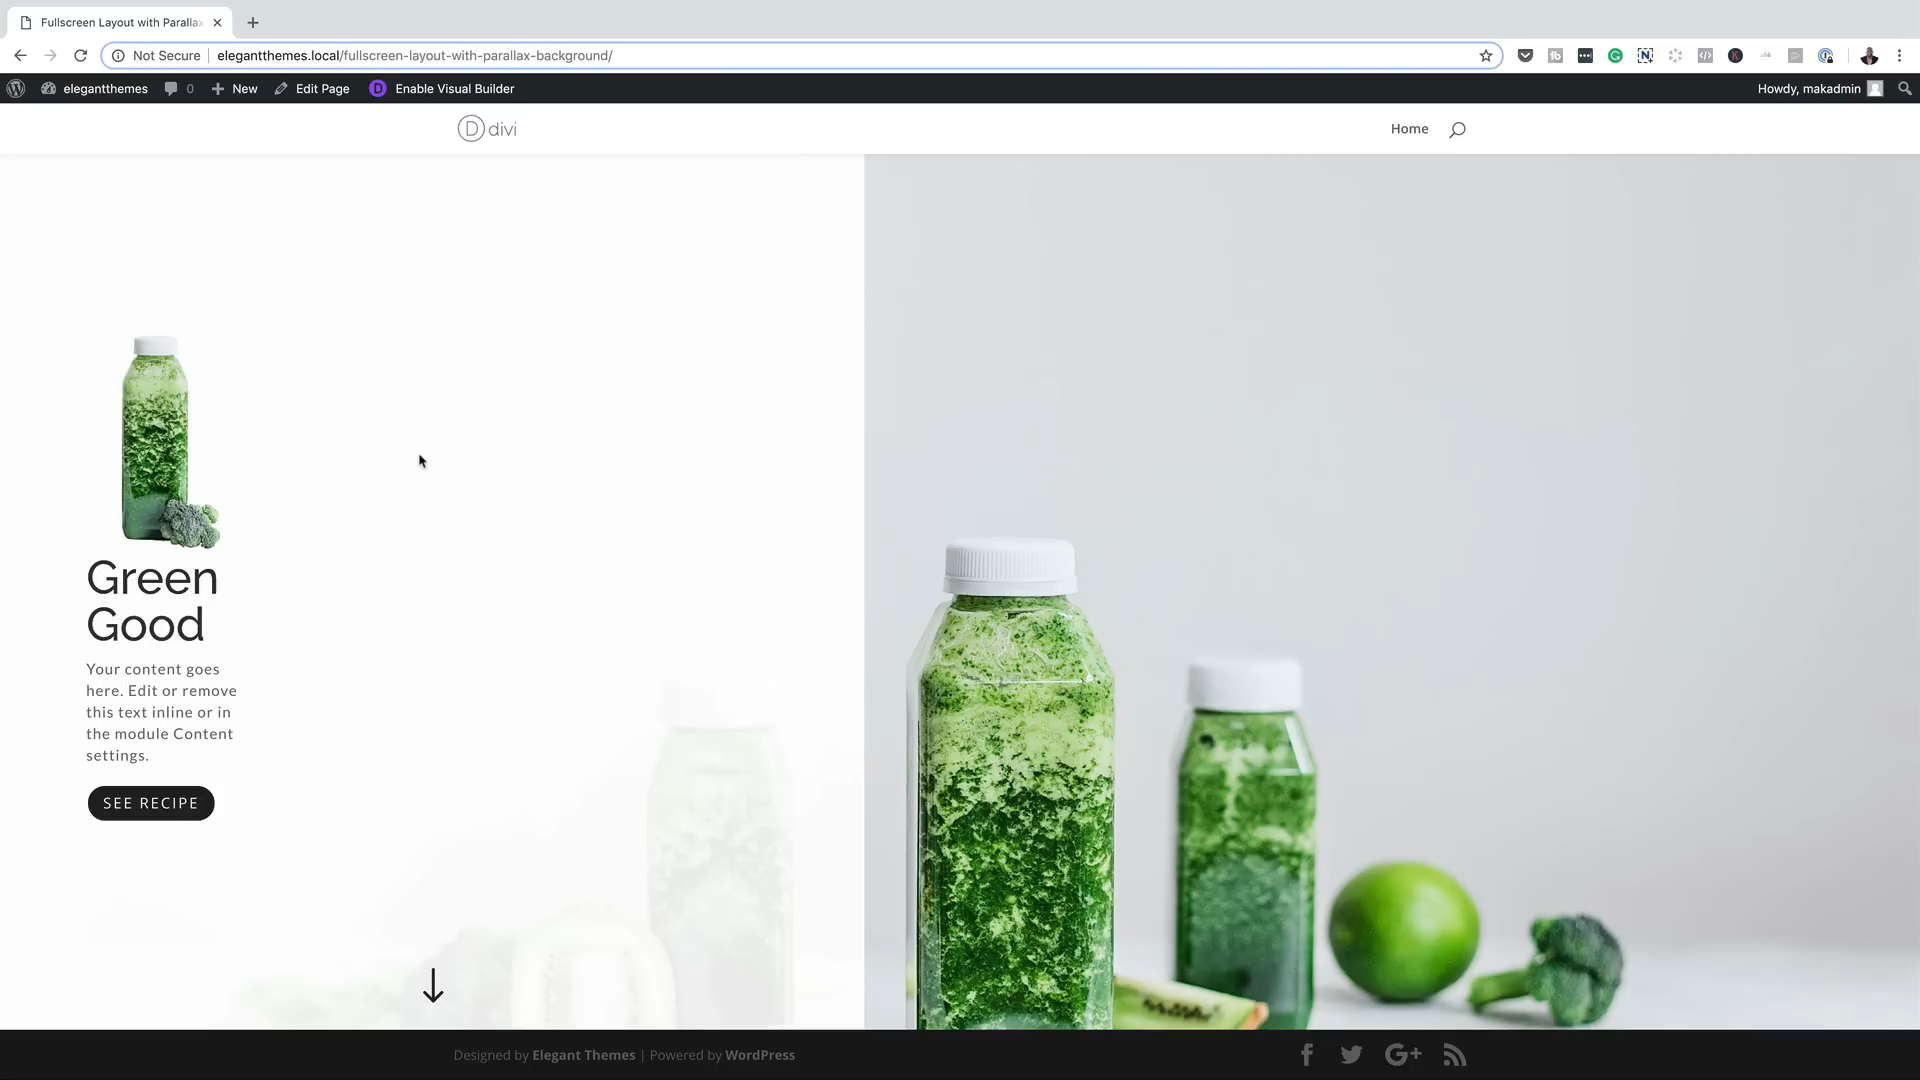 Fullscreen Layout with Parallax
Not Secure elegantthemes.local/fullscreen-layout-with-parallax-background/
elegantthemes 0 New Edit Page D Enable Visual Builder Howdy, makadmin
D divi Home
Green
Good
Your content goes
here. Edit or remove
this text inline or in
the module Content
settings.
SEE RECIPE
Designed by Elegant Themes | Powered by WordPress